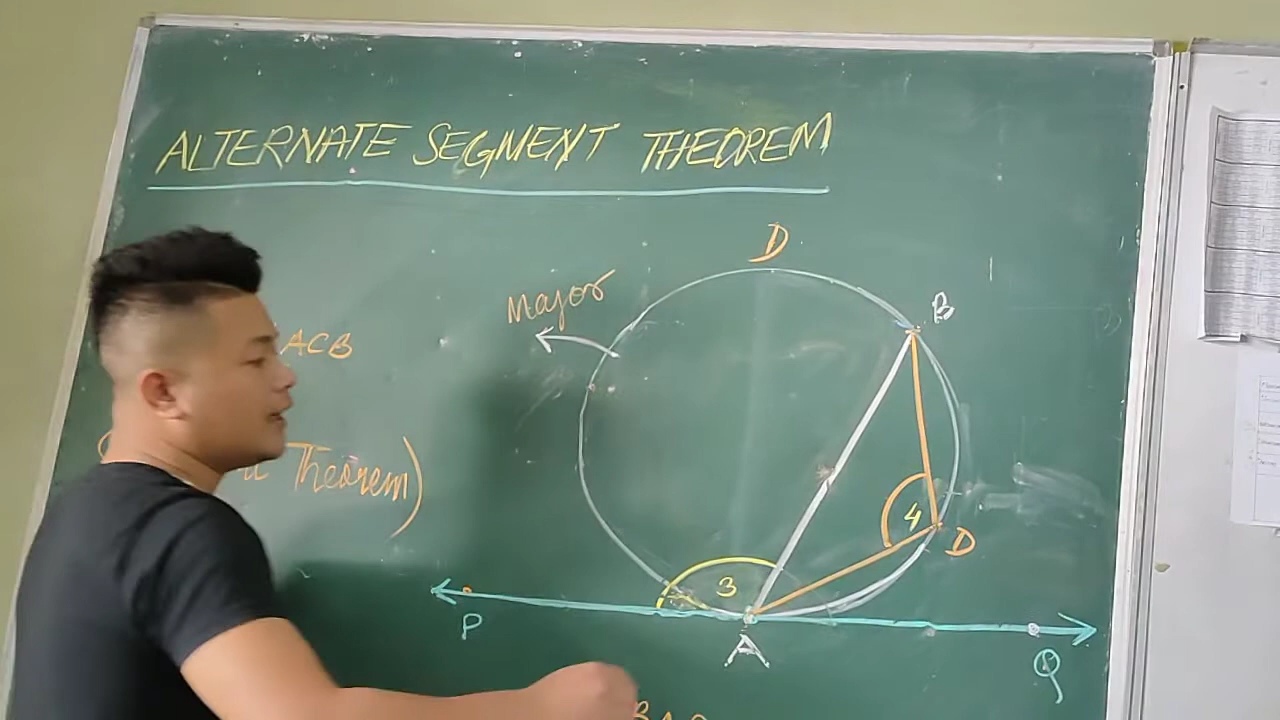 ALTERNATE SEGMENT THEOREM
D
Major
B
ACB
Theorem)
4
D
3
P
A
Q